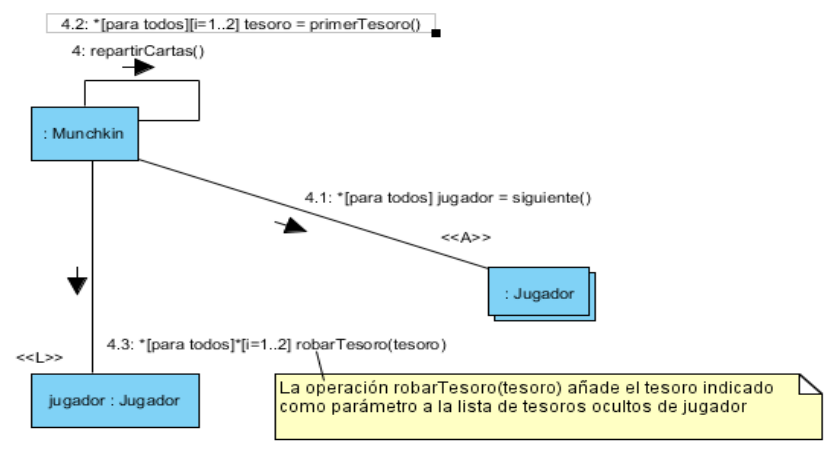 4.2: *[para todos][i=1..2] tesoro = primerTesoro()
4: repartirCartas()
: Munchkin
4.1: *[para todos] jugador = siguiente()
<<A>>
: Jugador
4.3: *[para todos]*[i=1..2] robarTesoro(tesoro)
<<L>>
jugador : Jugador
La operación robarTesoro(tesoro) añade el tesoro indicado
como parámetro a la lista de tesoros ocultos de jugador